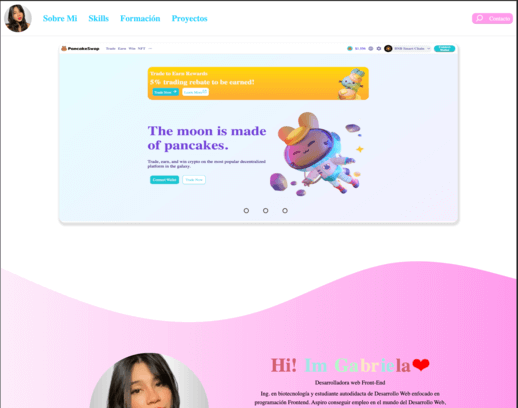 Sobre Mi Skills Formación Proyectos
Contacto
PancakeSwap Trade Earn Win NFT
Trade to Earn Rewards
5% trading rebate to be earned!
Trade Now
The moon is made
of pancakes.
Trade, earn, and win crypto on the most popular decentralized
platform in the galaxy.
Connect Wallet Trade Now
Hi! Im Gabriela❤
Desarrolladora web Front-End
Ing. en biotecnología y estudiante autodidacta de Desarrollo Web enfocado en
programación Frontend. Aspiro conseguir empleo en el mundo del Desarrollo Web,